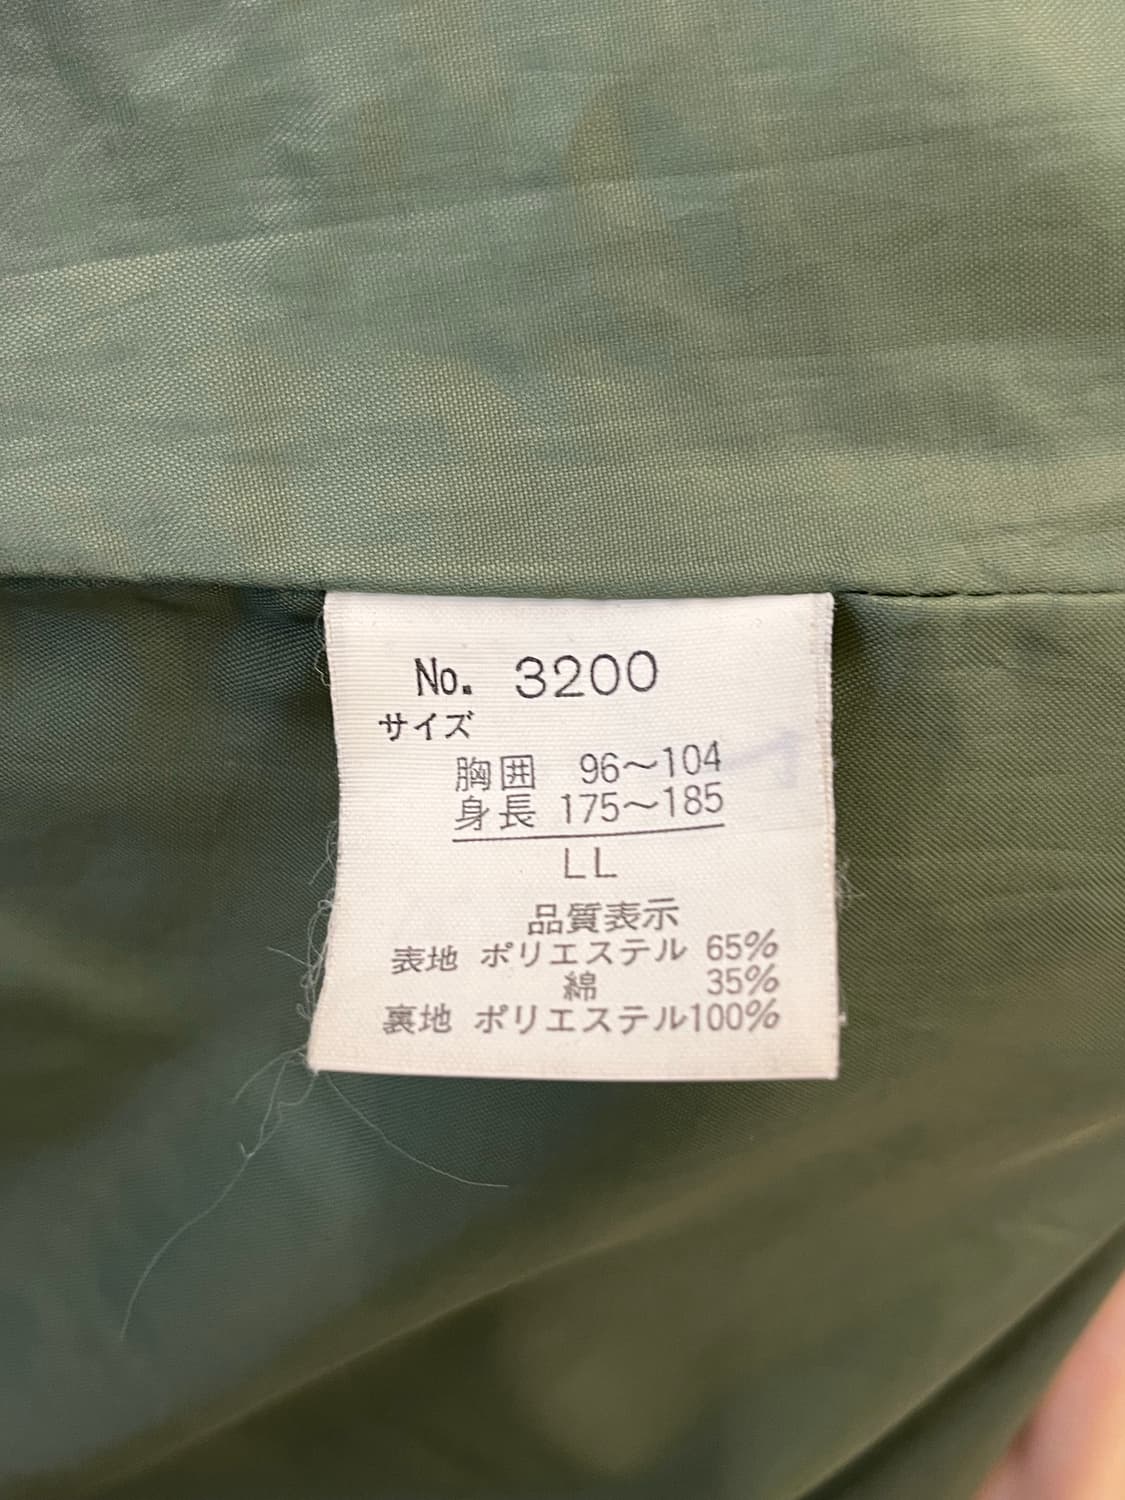 No. 3200
サイズ
胸囲 96〜104
身長 175〜185
LL
品質表示
表地 ポリエステル 65%
綿 35%
裏地 ポリエステル100%